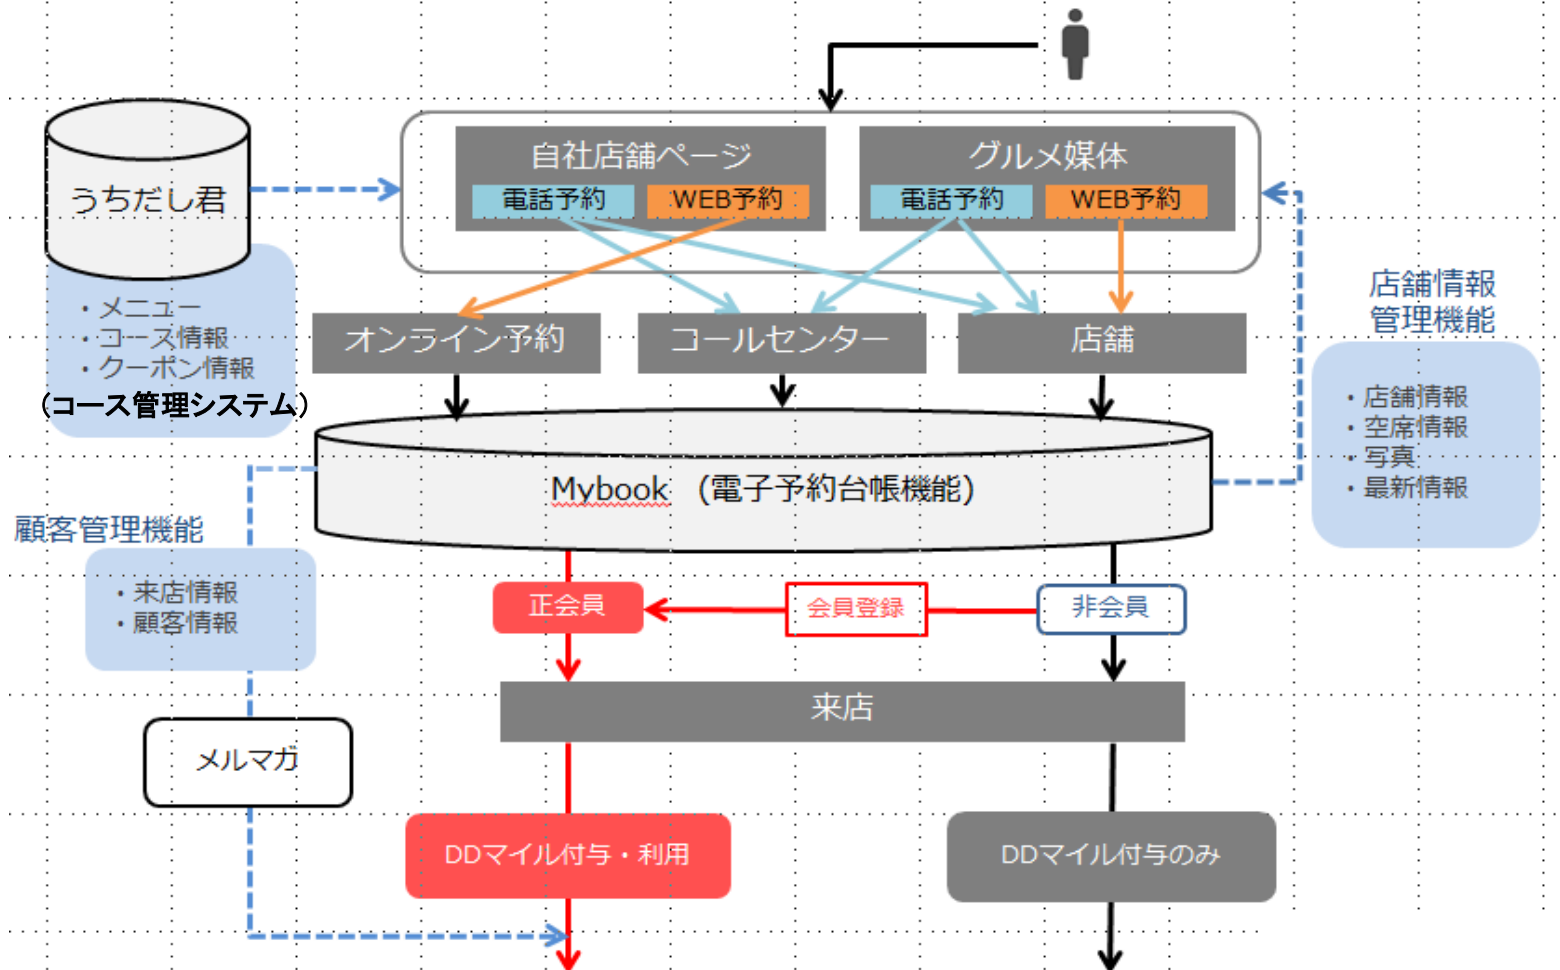 自社店舗ページ
電話予約
WEB予約
グルメ媒体
電話予約
WEB予約
うちだし君
・メニュー
・コース情報
・クーポン情報
（コース管理システム）
オンライン予約
コールセンター
店舗
店舗情報
管理機能
・店舗情報
・空席情報
・写真
・最新情報
Mybook （電子予約台帳機能）
顧客管理機能
・来店情報
・顧客情報
正会員
会員登録
非会員
来店
メルマガ
DDマイル付与・利用
DDマイル付与のみ